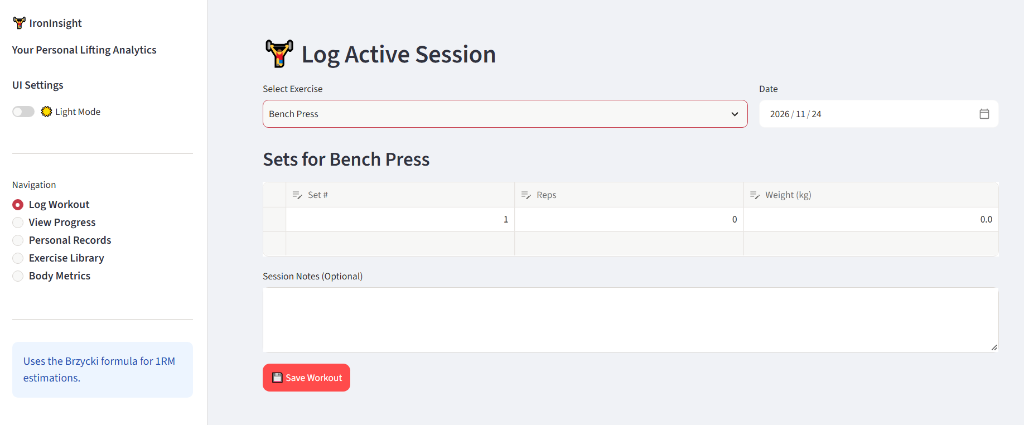 IronInsight
Your Personal Lifting Analytics
UI Settings
Light Mode
Navigation
Log Workout
View Progress
Personal Records
Exercise Library
Body Metrics
Uses the Brzycki formula for 1RM
estimations.
Log Active Session
Select Exercise
Bench Press
Date
2026 / 11 / 24
Sets for Bench Press
Set # Reps Weight (kg)
1 0 0.0
Session Notes (Optional)
Save Workout